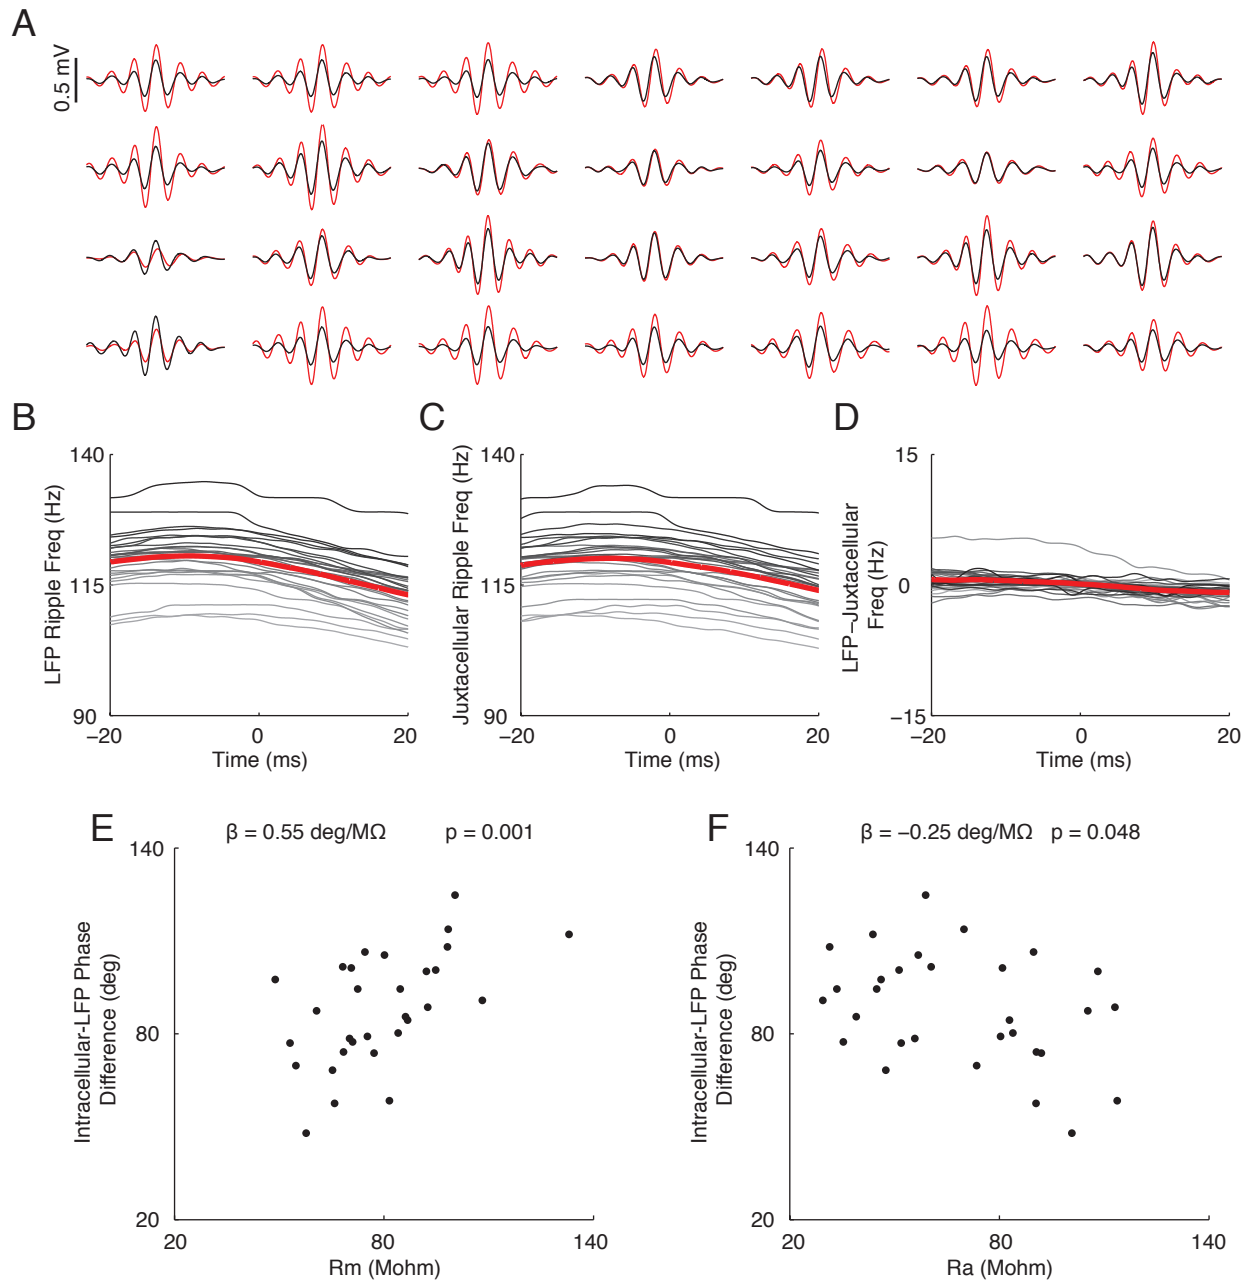 A
0.5 mV
B
C
D
140
115
90
LFP Ripple Freq (Hz)
−20
0
20
Time (ms)
140
115
90
Juxtacellular Ripple Freq (Hz)
−20
0
20
Time (ms)
15
0
−15
LFP−Juxtacellular
Freq (Hz)
−20
0
20
Time (ms)
E
β = 0.55 deg/MΩ p = 0.001
140
80
20
Intracellular-LFP Phase
Difference (deg)
20
80
140
Rm (Mohm)
F
β = −0.25 deg/MΩ p = 0.048
140
80
20
Intracellular-LFP Phase
Difference (deg)
20
80
140
Ra (Mohm)